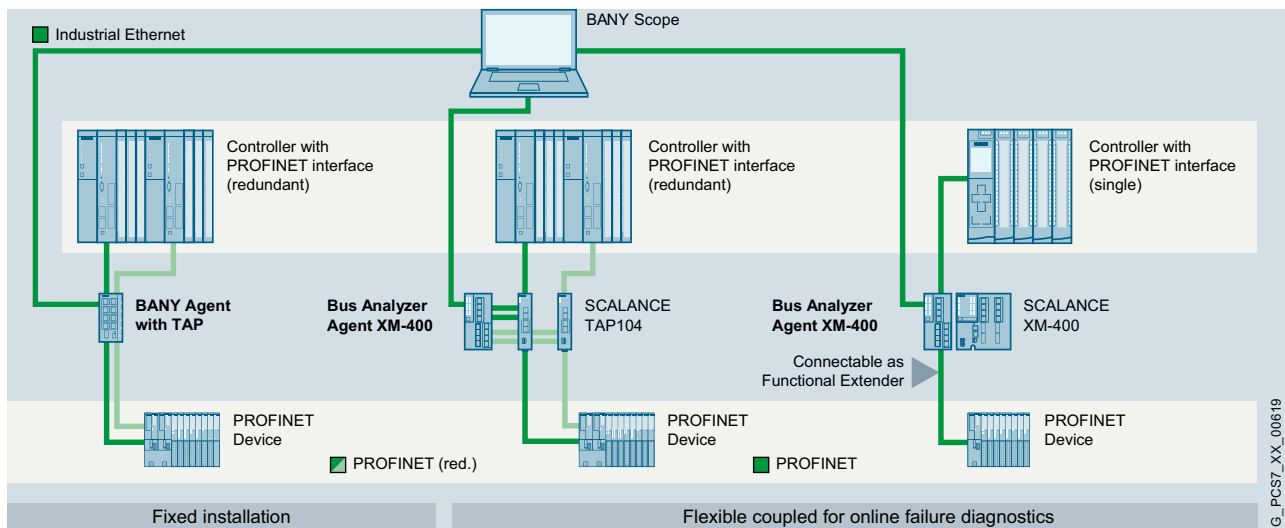 BANY Scope
Industrial Ethernet
Controller with
PROFINET interface
(redundant)
Controller with
PROFINET interface
(redundant)
Controller with
PROFINET interface
(single)
BANY Agent
with TAP
Bus Analyzer
Agent XM-400
SCALANCE
TAP104
Bus Analyzer
Agent XM-400
SCALANCE
XM-400
Connectable as
Functional Extender
PROFINET
Device
PROFINET
Device
PROFINET
Device
PROFINET (red.)
PROFINET
Fixed installation
Flexible coupled for online failure diagnostics
G_PCS7_XX_00619